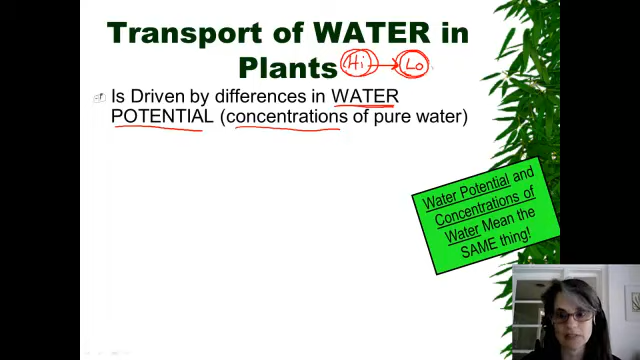 Transport of WATER in
Plants Hi → Lo
Is Driven by differences in WATER
POTENTIAL (concentrations of pure water)
Water Potential and
Concentrations of
Water Mean the
SAME thing!